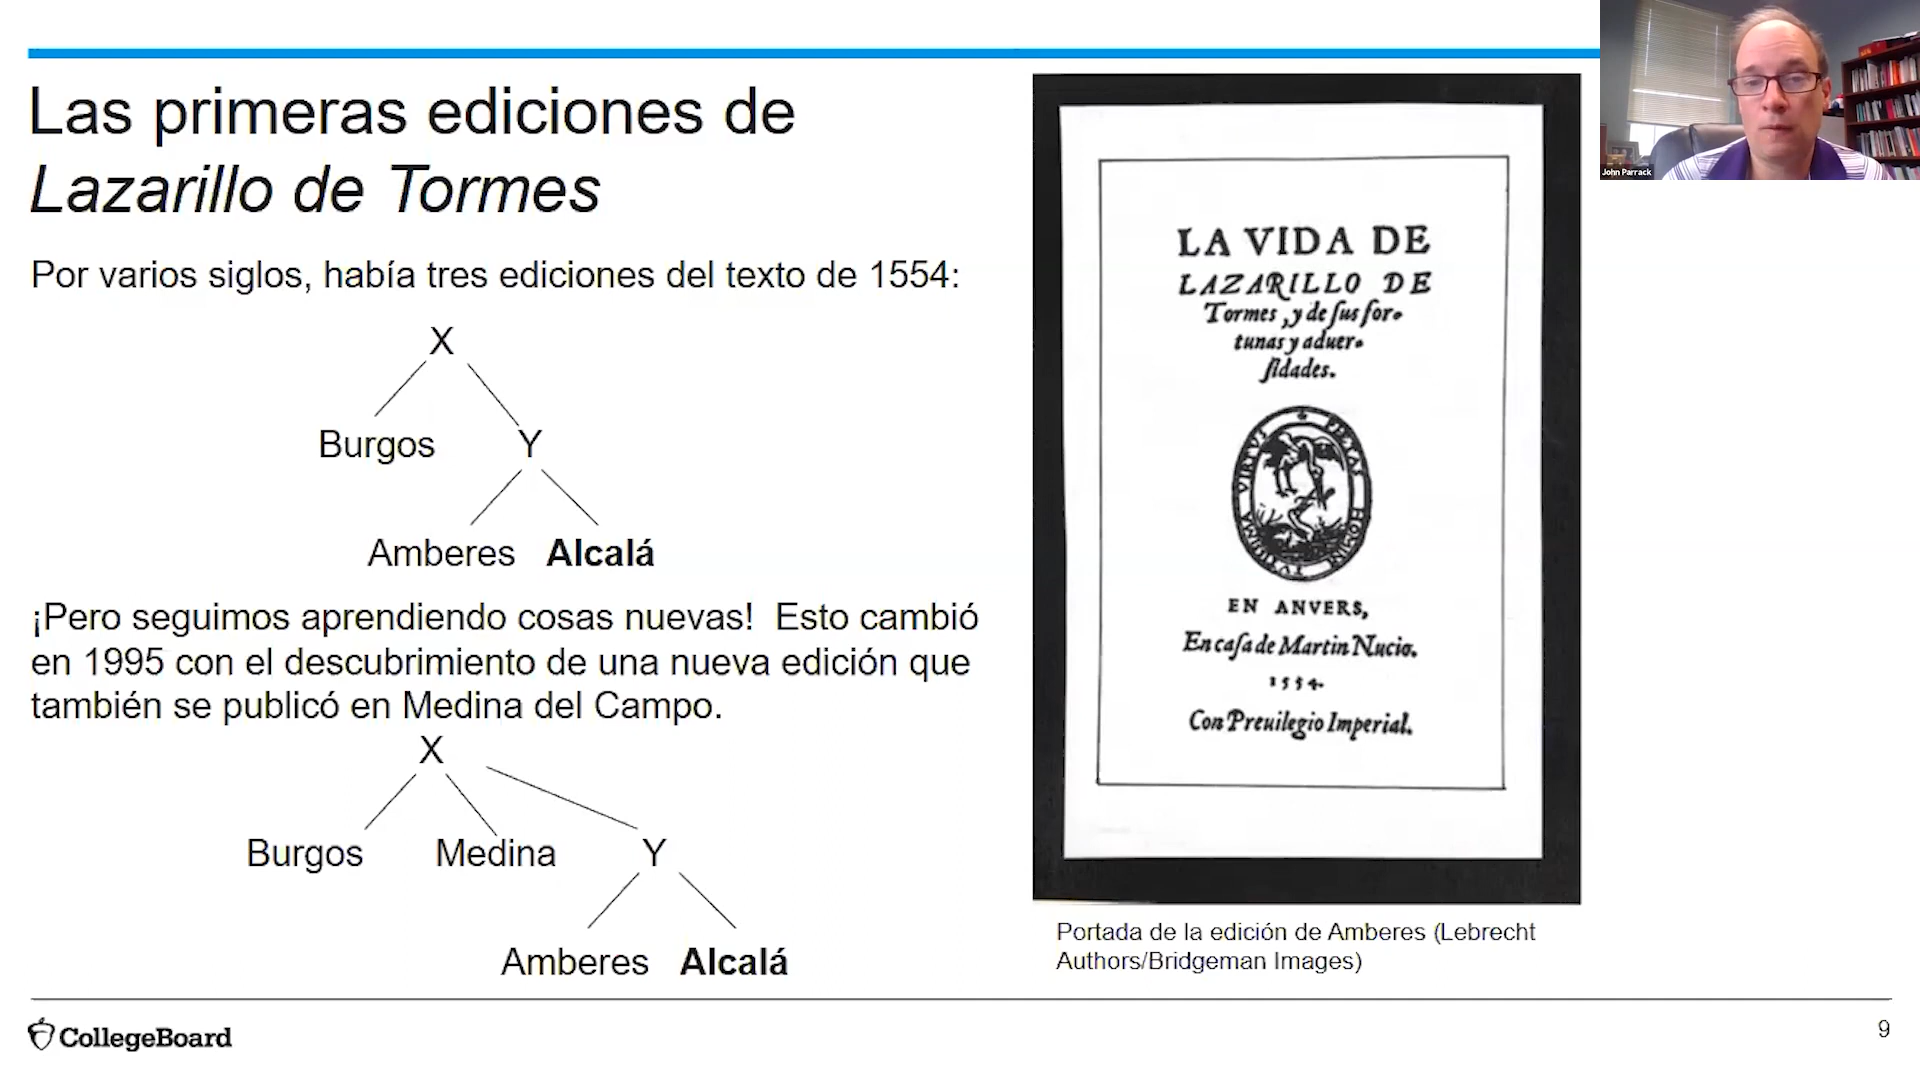 Las primeras ediciones de
Lazarillo de Tormes
Por varios siglos, había tres ediciones del texto de 1554:
X
Burgos Y
Amberes Alcalá
¡Pero seguimos aprendiendo cosas nuevas! Esto cambió
en 1995 con el descubrimiento de una nueva edición que
también se publicó en Medina del Campo.
X
Burgos Medina Y
Amberes Alcalá
LA VIDA DE
LAZARILLO DE
Tormes, y de ſus for-
tunas y aduer-
ſidades.
VIRTVS PIETAS HOMINI TVTISSIMA
EN ANVERS,
En caſa de Martin Nucio.
1554.
Con Preuilegio Imperial.
Portada de la edición de Amberes (Lebrecht
Authors/Bridgeman Images)
CollegeBoard
9
John Parrack